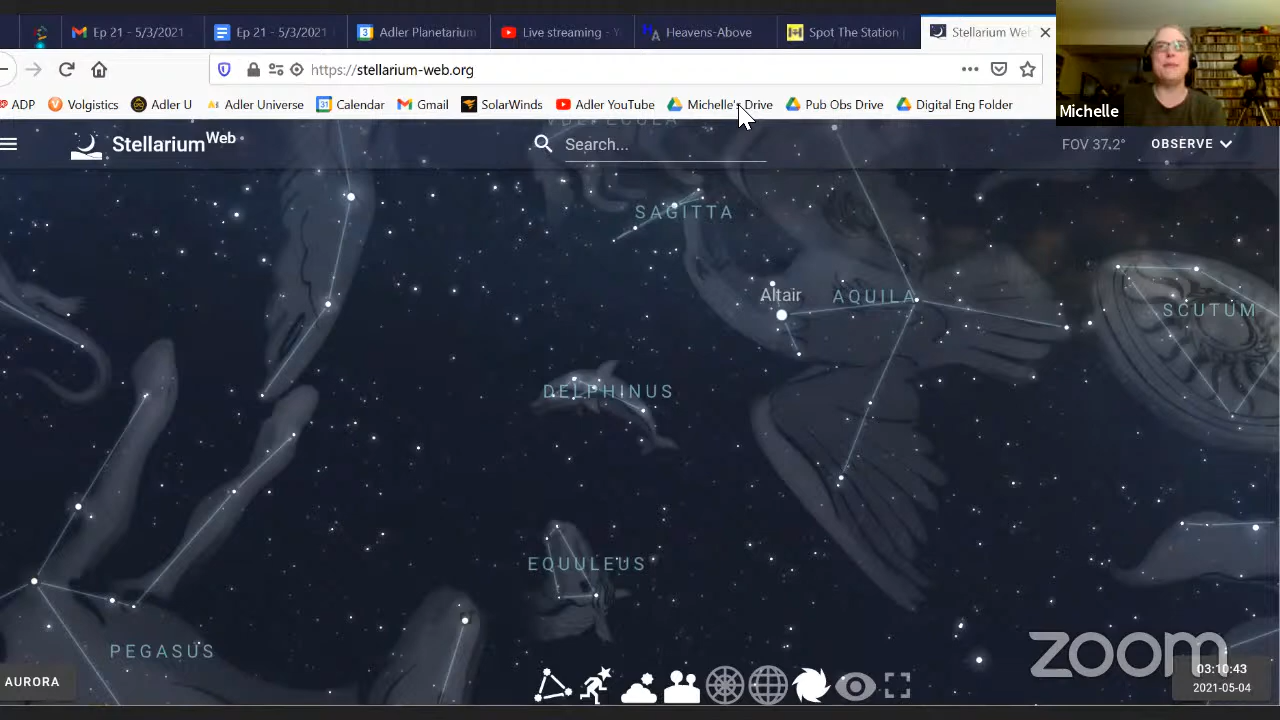 Ep 21 - 5/3/2021
Ep 21 - 5/3/2021
Adler Planetarium
Live streaming - Y
Heavens-Above
Spot The Station
Stellarium Web
https://stellarium-web.org
ADP
Volgistics
Adler U
Adler Universe
Calendar
Gmail
SolarWinds
Adler YouTube
Michelle's Drive
Pub Obs Drive
Digital Eng Folder
Michelle
StellariumWeb
Search...
FOV 37.2°
OBSERVE
VULPECULA
SAGITTA
Altair
AQUILA
SCUTUM
DELPHINUS
EQUULEUS
PEGASUS
AURORA
zoom
03:10:43
2021-05-04